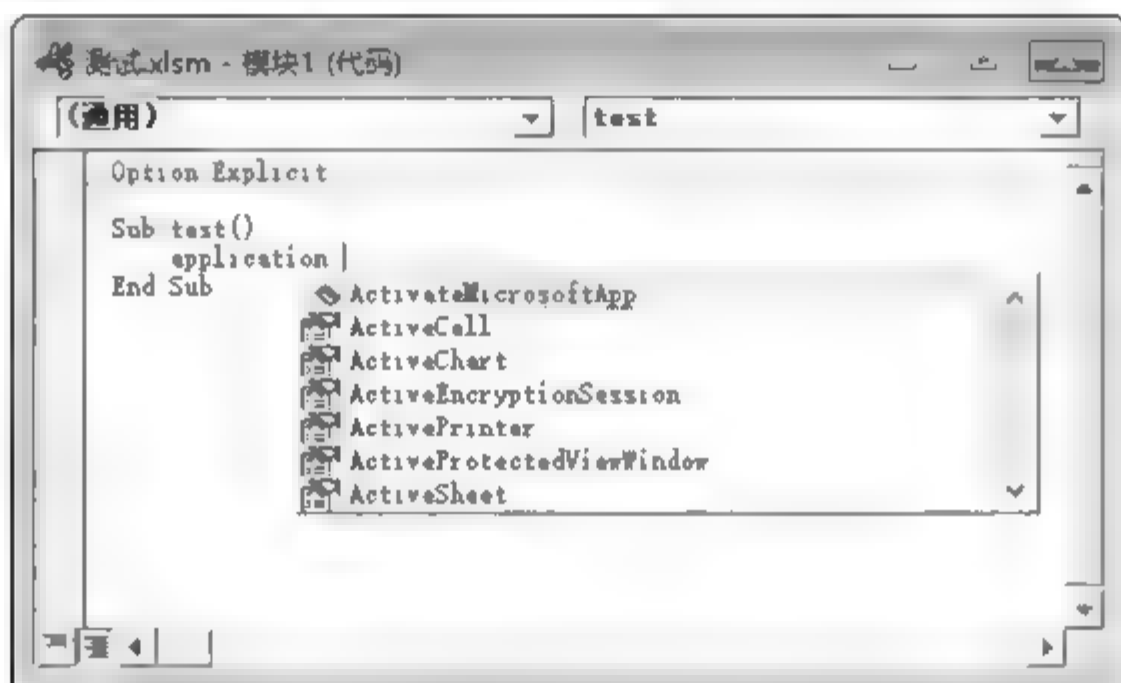 测试.xlsm - 模块1 (代码)
(通用)
test
Option Explicit
Sub test()
application
End Sub
ActivateMicrosoftApp
ActiveCell
ActiveChart
ActiveEncryptionSession
ActivePrinter
ActiveProtectedViewWindow
ActiveSheet